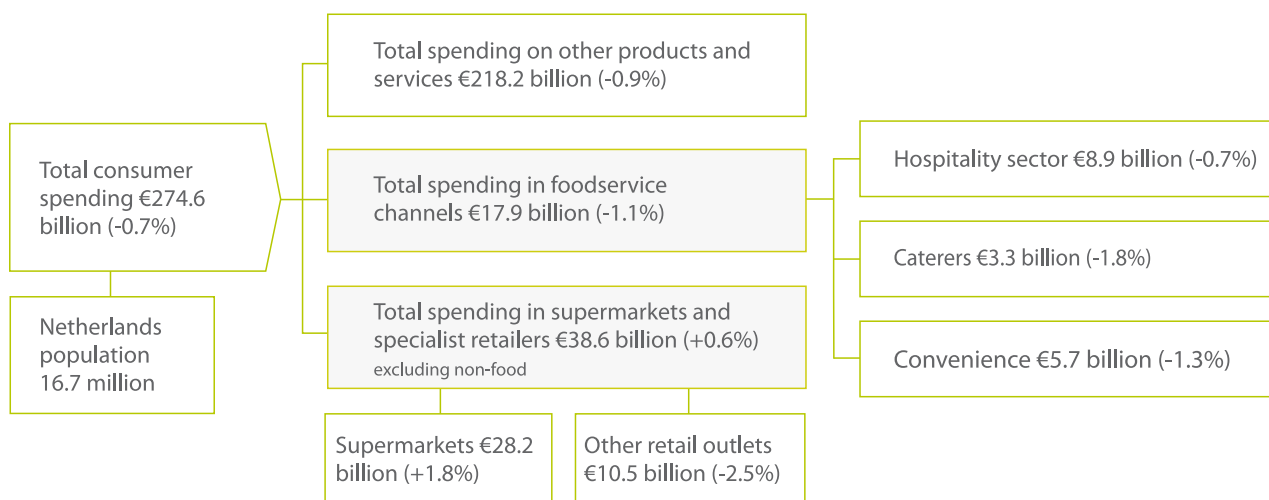 Total consumer
spending €274.6
billion (-0.7%)
Netherlands
population
16.7 million
Total spending on other products and
services €218.2 billion (-0.9%)
Total spending in foodservice
channels €17.9 billion (-1.1%)
Total spending in supermarkets and
specialist retailers €38.6 billion (+0.6%)
excluding non-food
Supermarkets €28.2
billion (+1.8%)
Other retail outlets
€10.5 billion (-2.5%)
Hospitality sector €8.9 billion (-0.7%)
Caterers €3.3 billion (-1.8%)
Convenience €5.7 billion (-1.3%)